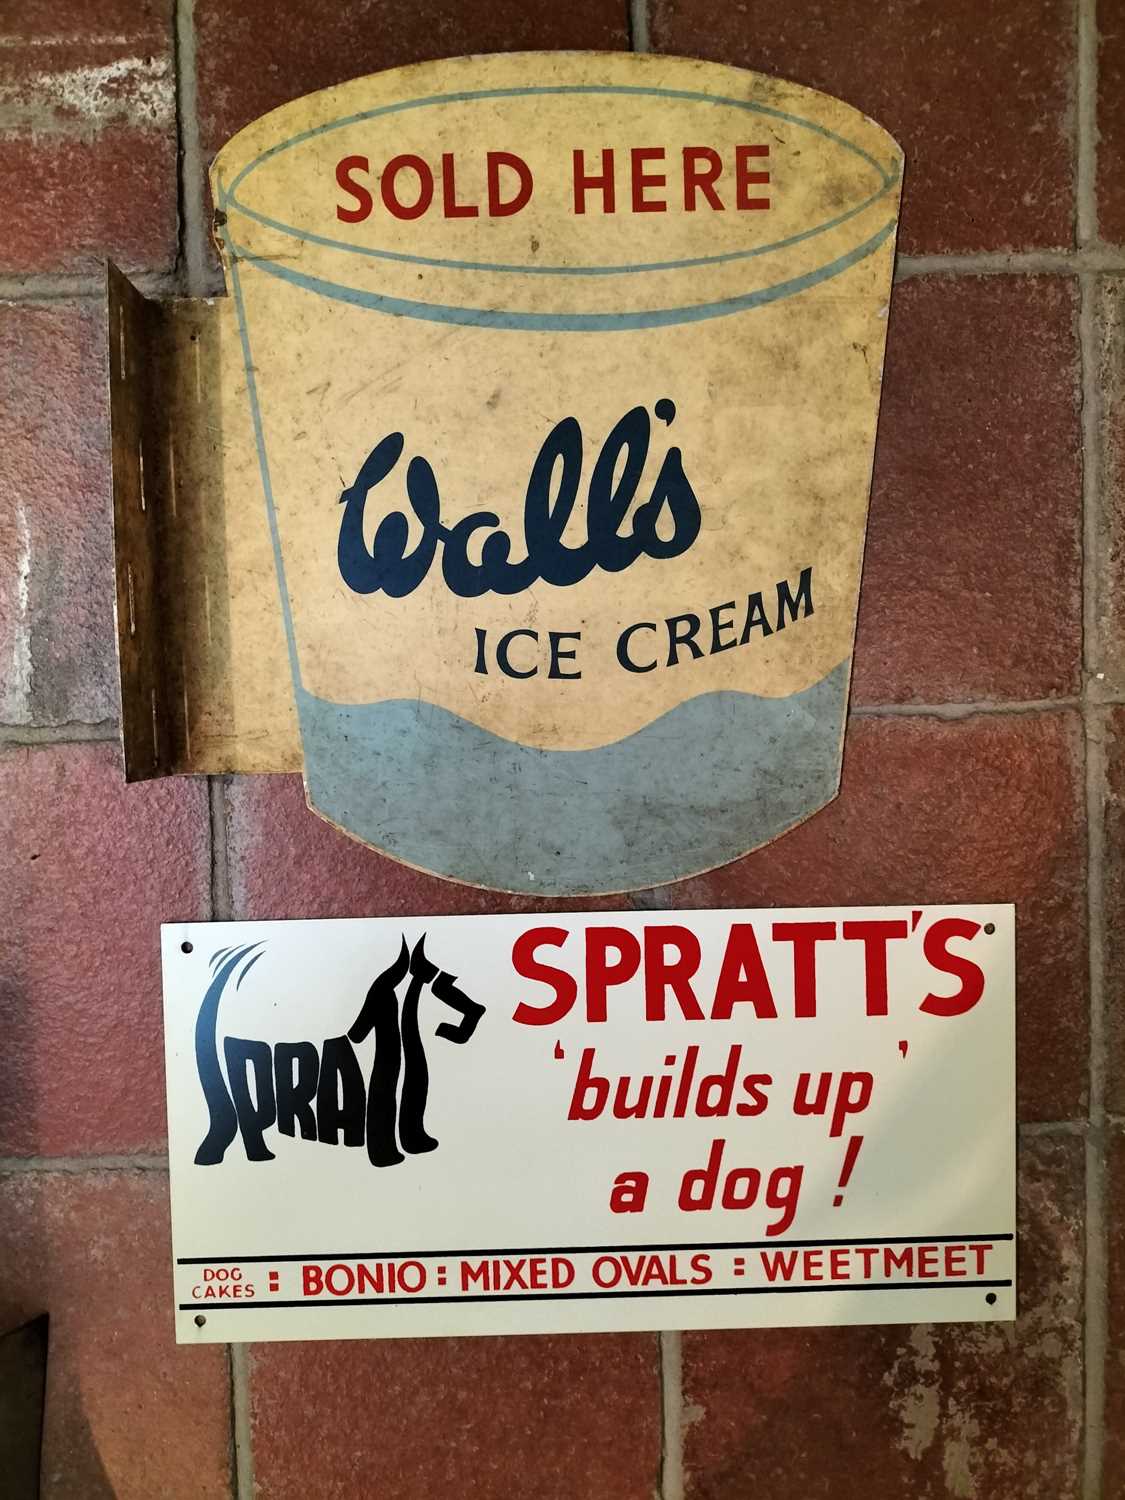 SOLD HERE
Wall's
ICE CREAM
SPRATT'S
SPRATT
'builds up'
a dog!
DOG CAKES : BONIO : MIXED OVALS : WEETMEET